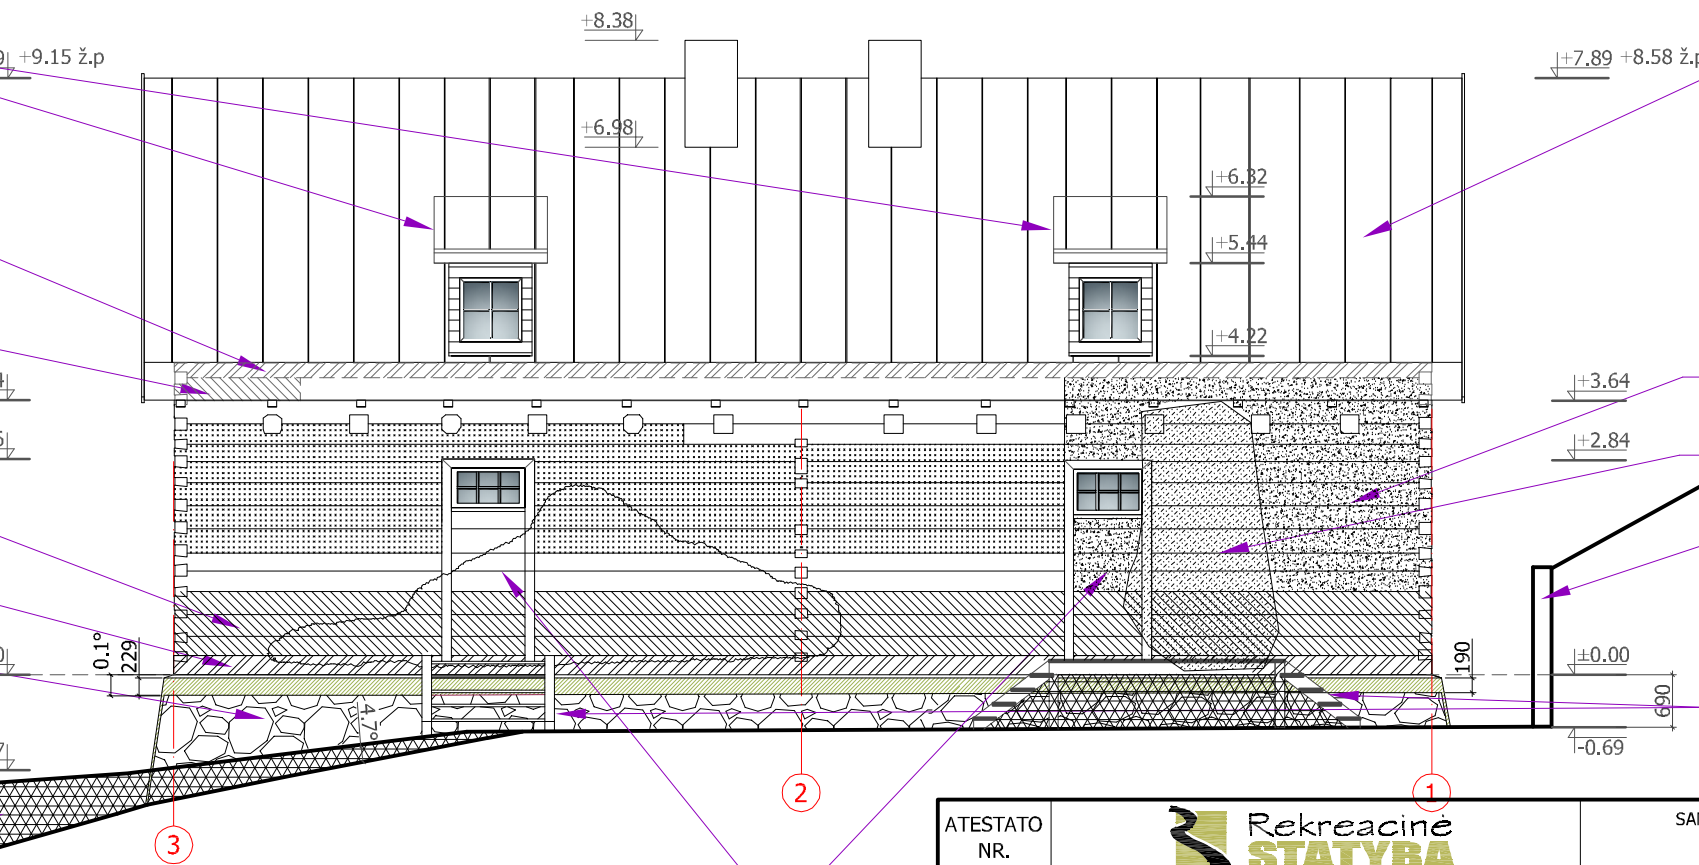 +8.38
+9.15 ž.p
+7.89 +8.58 ž.p
+6.98
+6.32
+5.44
+4.22
+3.64
+2.84
0.1°
229
190
±0.00
690
4.7°
-0.69
2
1
3
ATESTATO
NR.
Rekreacinė
STATYBA